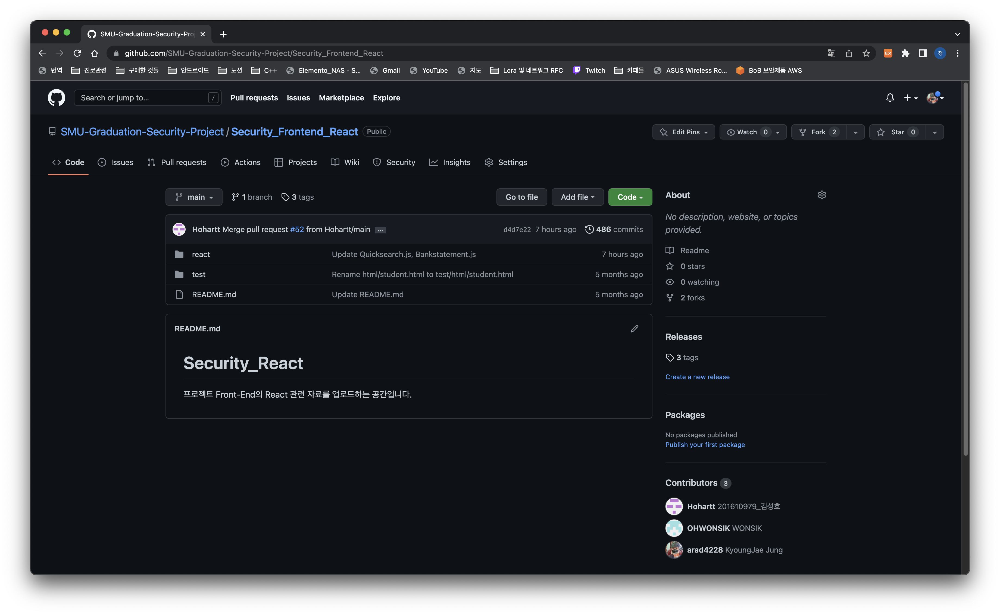 SMU-Graduation-Security-Pro
github.com/SMU-Graduation-Security-Project/Security_Frontend_React
EX
정
번역 진로관련 구매할 것들 안드로이드 노션 C++ Elemento_NAS - S... Gmail YouTube 지도 Lora 및 네트워크 RFC Twitch 카페들 ASUS Wireless Ro... BoB 보안제품 AWS
Search or jump to... / Pull requests Issues Marketplace Explore
SMU-Graduation-Security-Project / Security_Frontend_React Public
Edit Pins Watch 0 Fork 2 Star 0
Code Issues Pull requests Actions Projects Wiki Security Insights Settings
main 1 branch 3 tags Go to file Add file Code
Hohartt Merge pull request #52 from Hohartt/main ... d4d7e22 7 hours ago 486 commits
react Update Quicksearch.js, Bankstatement.js 7 hours ago
test Rename html/student.html to test/html/student.html 5 months ago
README.md Update README.md 5 months ago
README.md
Security_React
프로젝트 Front-End의 React 관련 자료를 업로드하는 공간입니다.
About
No description, website, or topics
provided.
Readme
0 stars
0 watching
2 forks
Releases
3 tags
Create a new release
Packages
No packages published
Publish your first package
Contributors 3
Hohartt 201610979_김성호
OHWONSIK WONSIK
arad4228 KyoungJae Jung